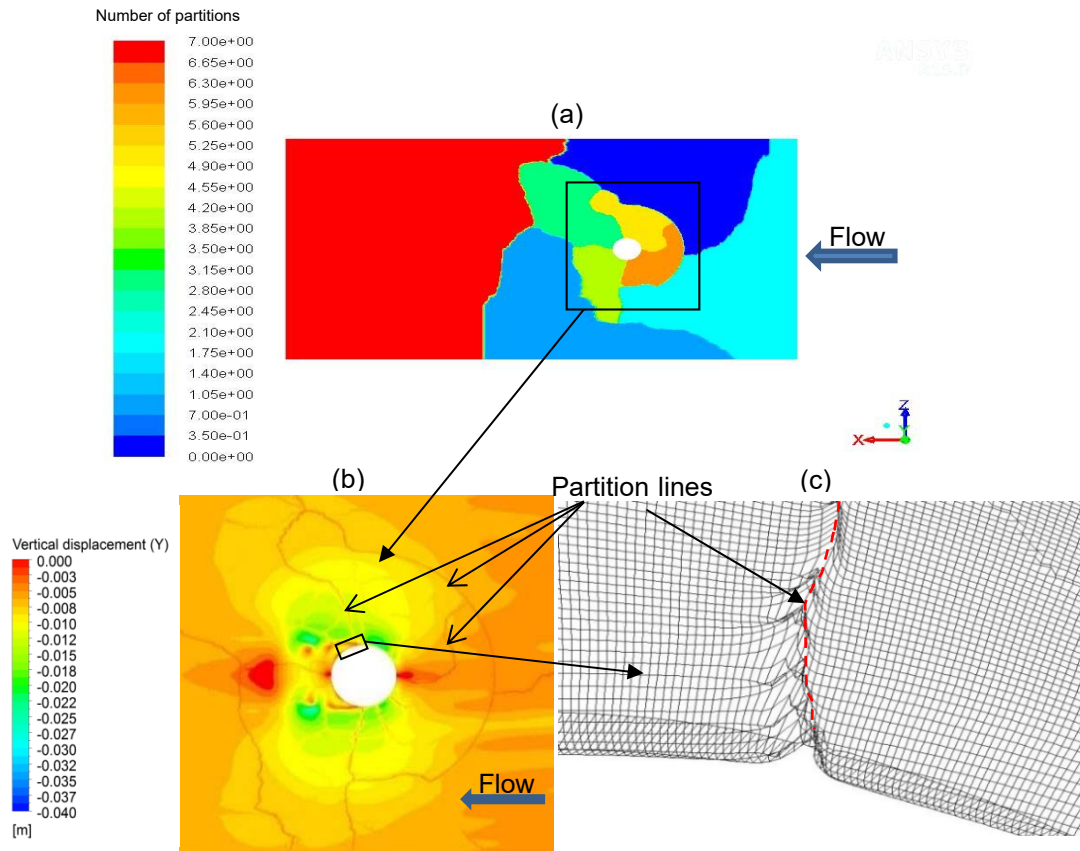 Number of partitions
7.00e+00
6.65e+00
6.30e+00
5.95e+00
5.60e+00
5.25e+00
4.90e+00
4.55e+00
4.20e+00
3.85e+00
3.50e+00
3.15e+00
2.80e+00
2.45e+00
2.10e+00
1.75e+00
1.40e+00
1.05e+00
7.00e-01
3.50e-01
0.00e+00
ANSYS
(a)
Flow
Z
Y
X
(b)
Partition lines
(c)
Vertical displacement (Y)
0.000
-0.003
-0.005
-0.008
-0.010
-0.013
-0.015
-0.018
-0.020
-0.022
-0.025
-0.027
-0.030
-0.032
-0.035
-0.037
-0.040
[m]
Flow